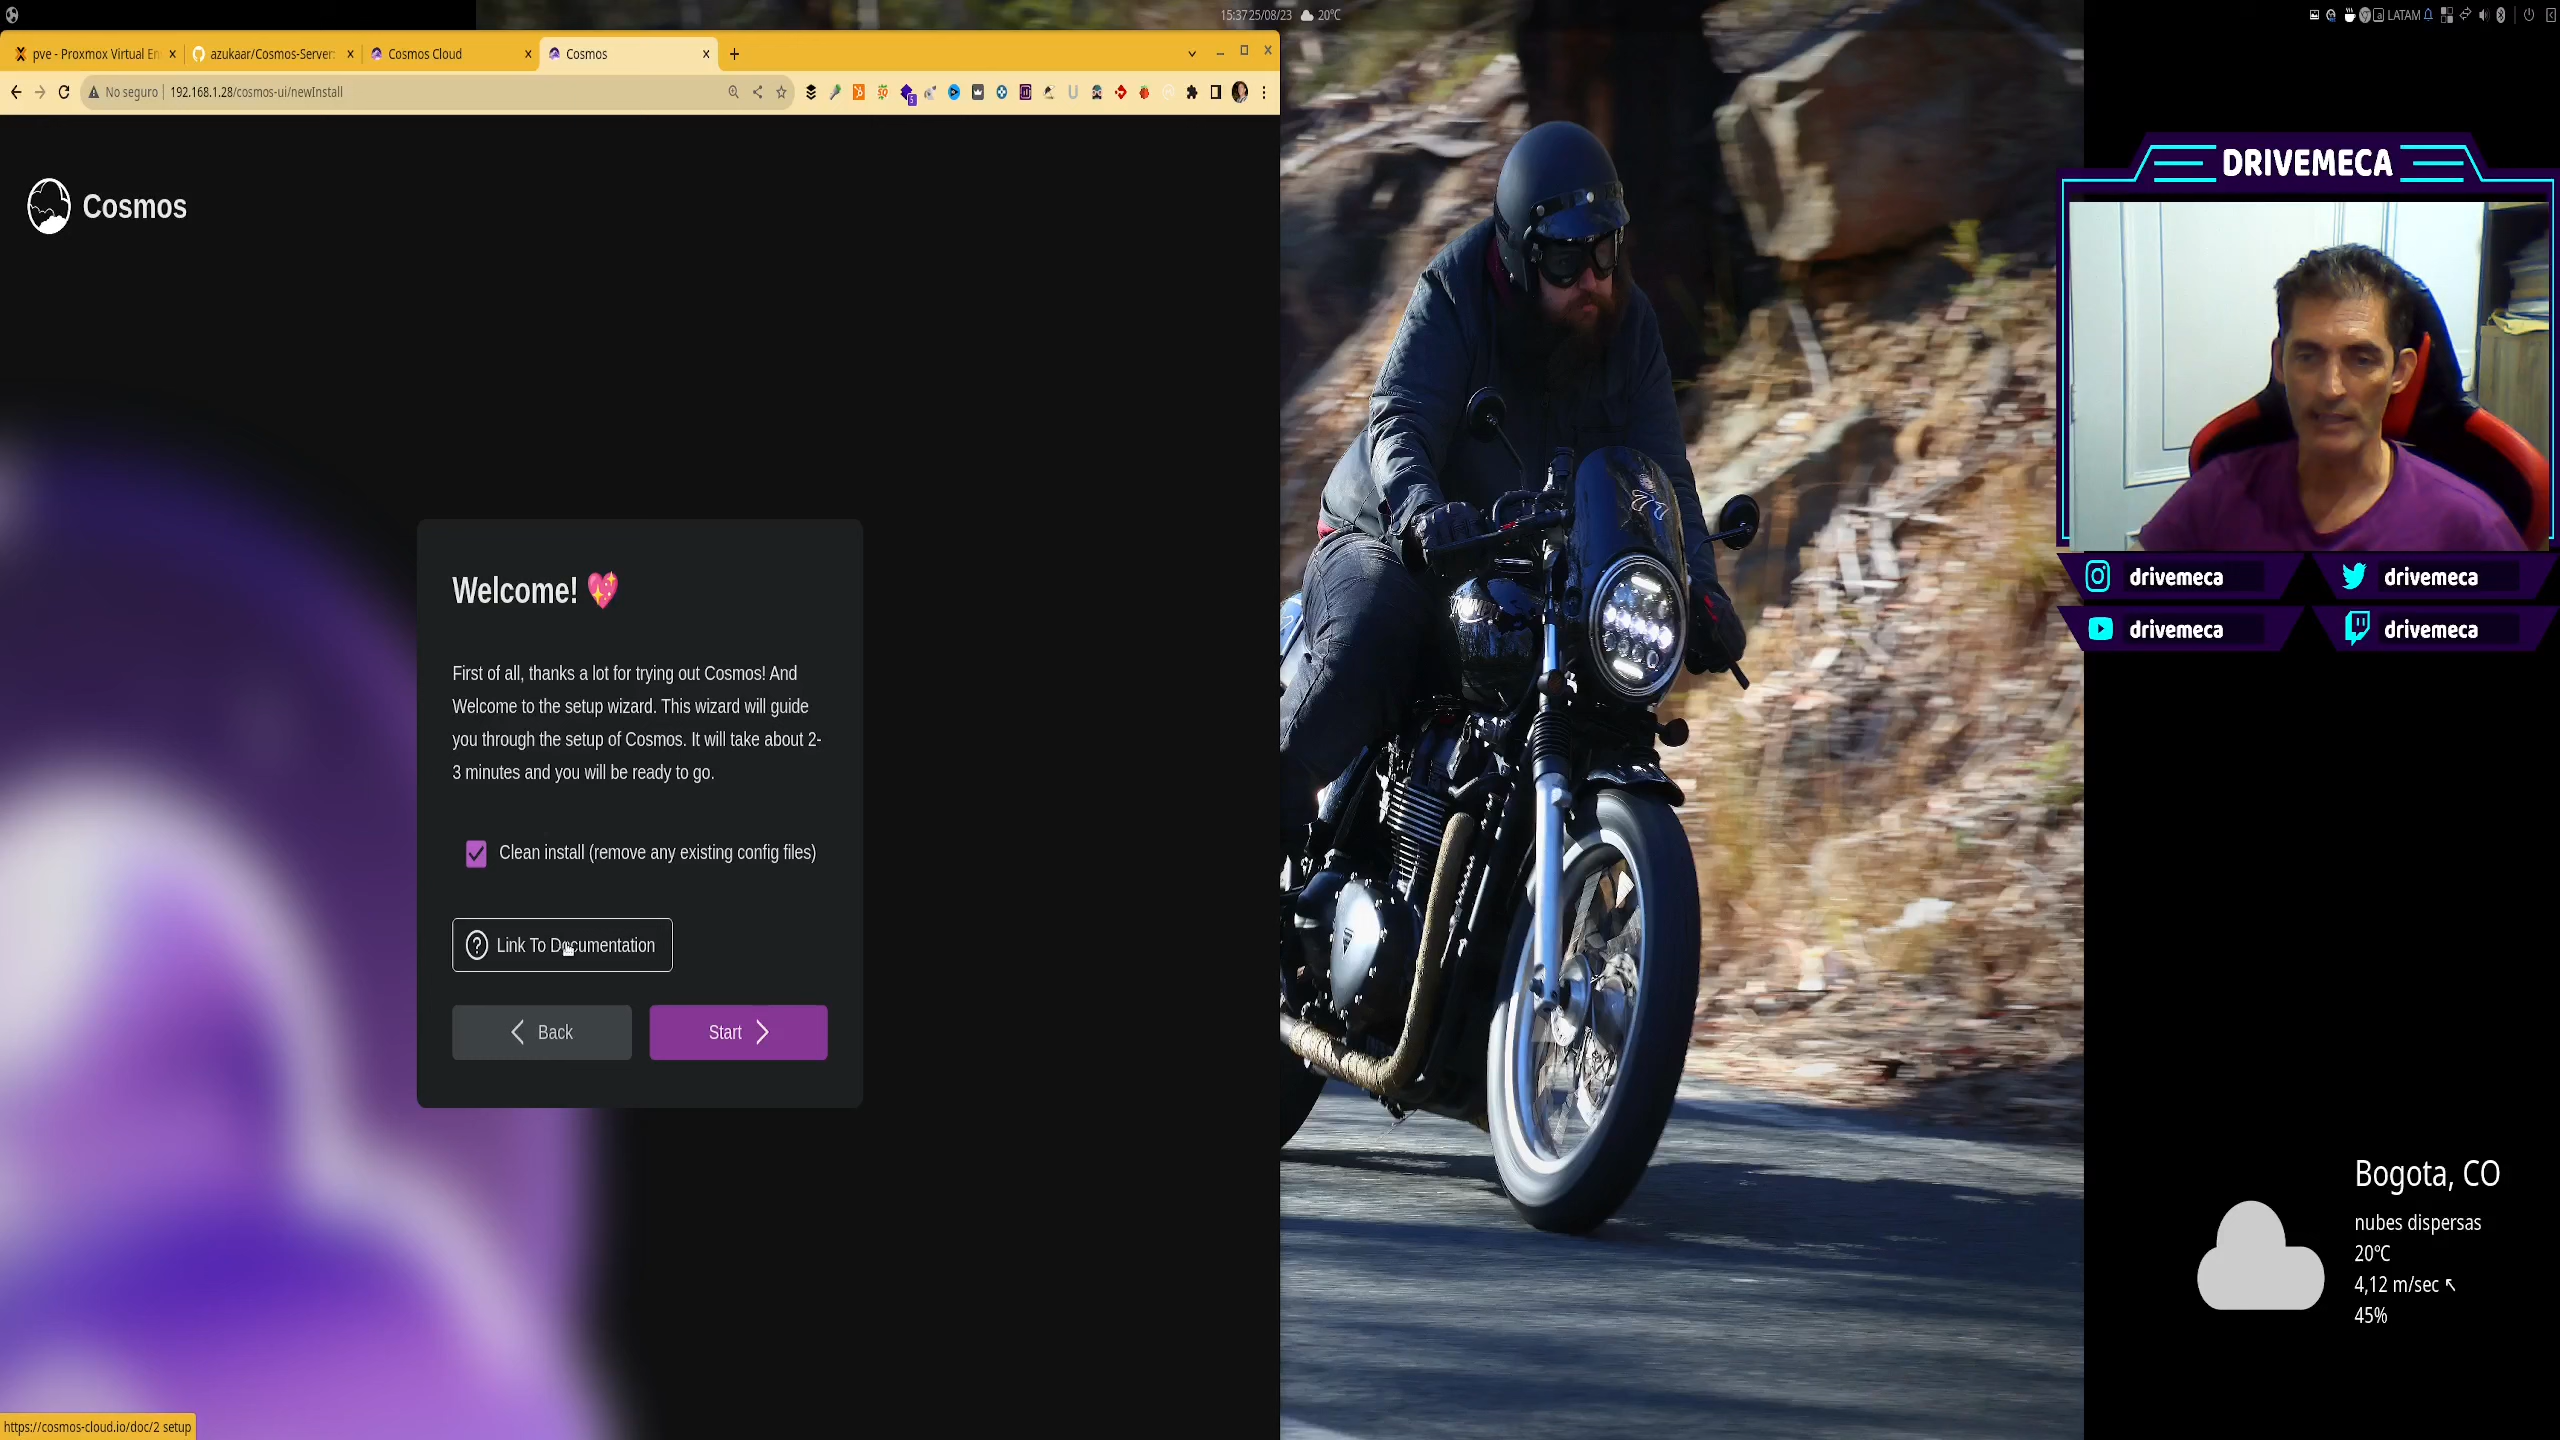 15:37 25/08/23 20°C
LATAM
pve - Proxmox Virtual En
azukaar/Cosmos-Server:
Cosmos Cloud
Cosmos
No seguro
192.168.1.28/cosmos-ui/newInstall
Cosmos
Welcome! 💖
First of all, thanks a lot for trying out Cosmos! And
Welcome to the setup wizard. This wizard will guide
you through the setup of Cosmos. It will take about 2-
3 minutes and you will be ready to go.
Clean install (remove any existing config files)
Link To Documentation
Back
Start
https://cosmos-cloud.io/doc/2 setup
DRIVEMECA
drivemeca
drivemeca
drivemeca
drivemeca
Bogota, CO
nubes dispersas
20°C
4,12 m/sec ↖
45%